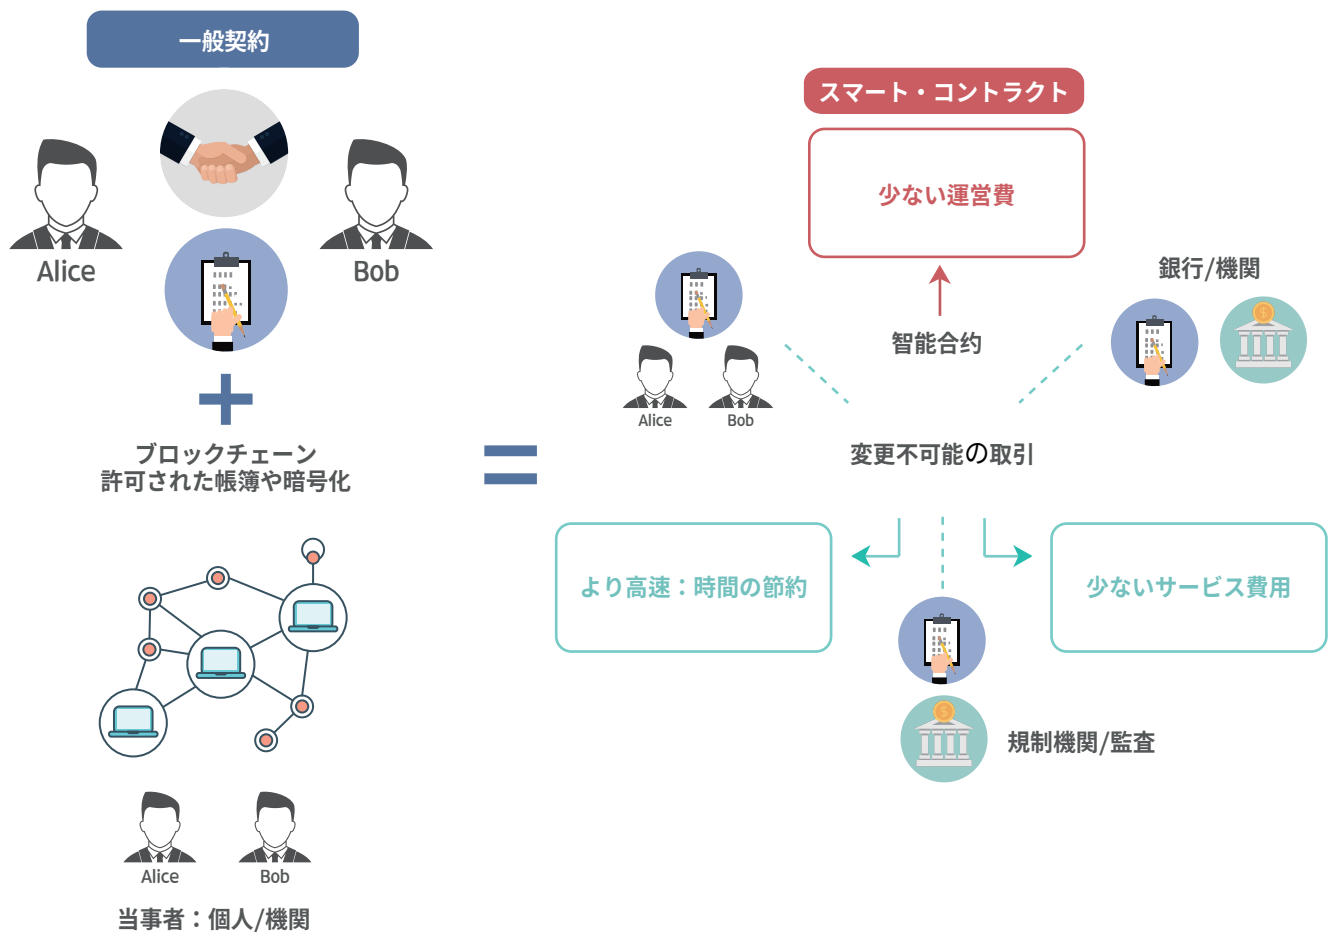 一般契約
Alice
Bob
ブロックチェーン
許可された帳簿や暗号化
Alice
Bob
当事者：個人/機関
スマート・コントラクト
少ない運営費
智能合约
Alice
Bob
銀行/機関
変更不可能の取引
より高速：時間の節約
少ないサービス費用
規制機関/監査